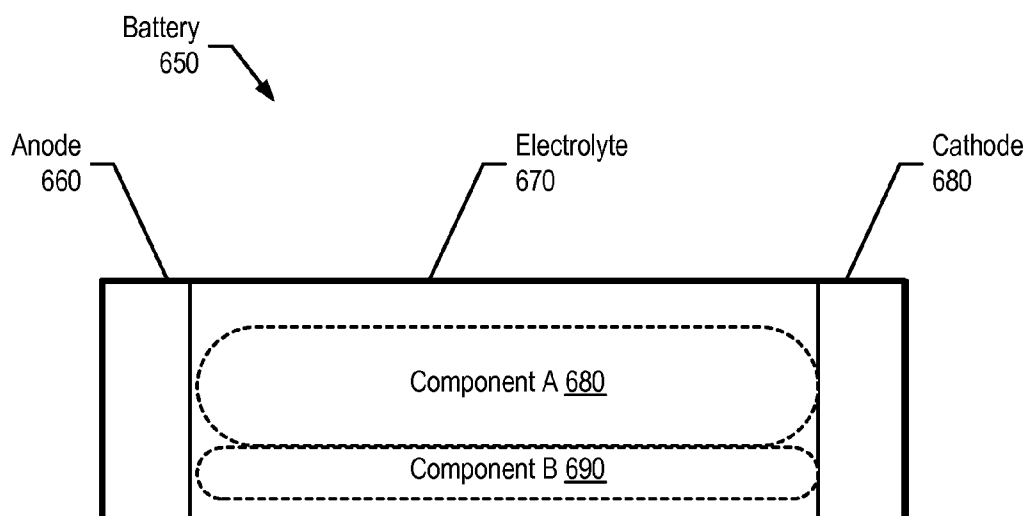 Battery
650
Anode
660
Electrolyte
670
Cathode
680
Component A 680
Component B 690